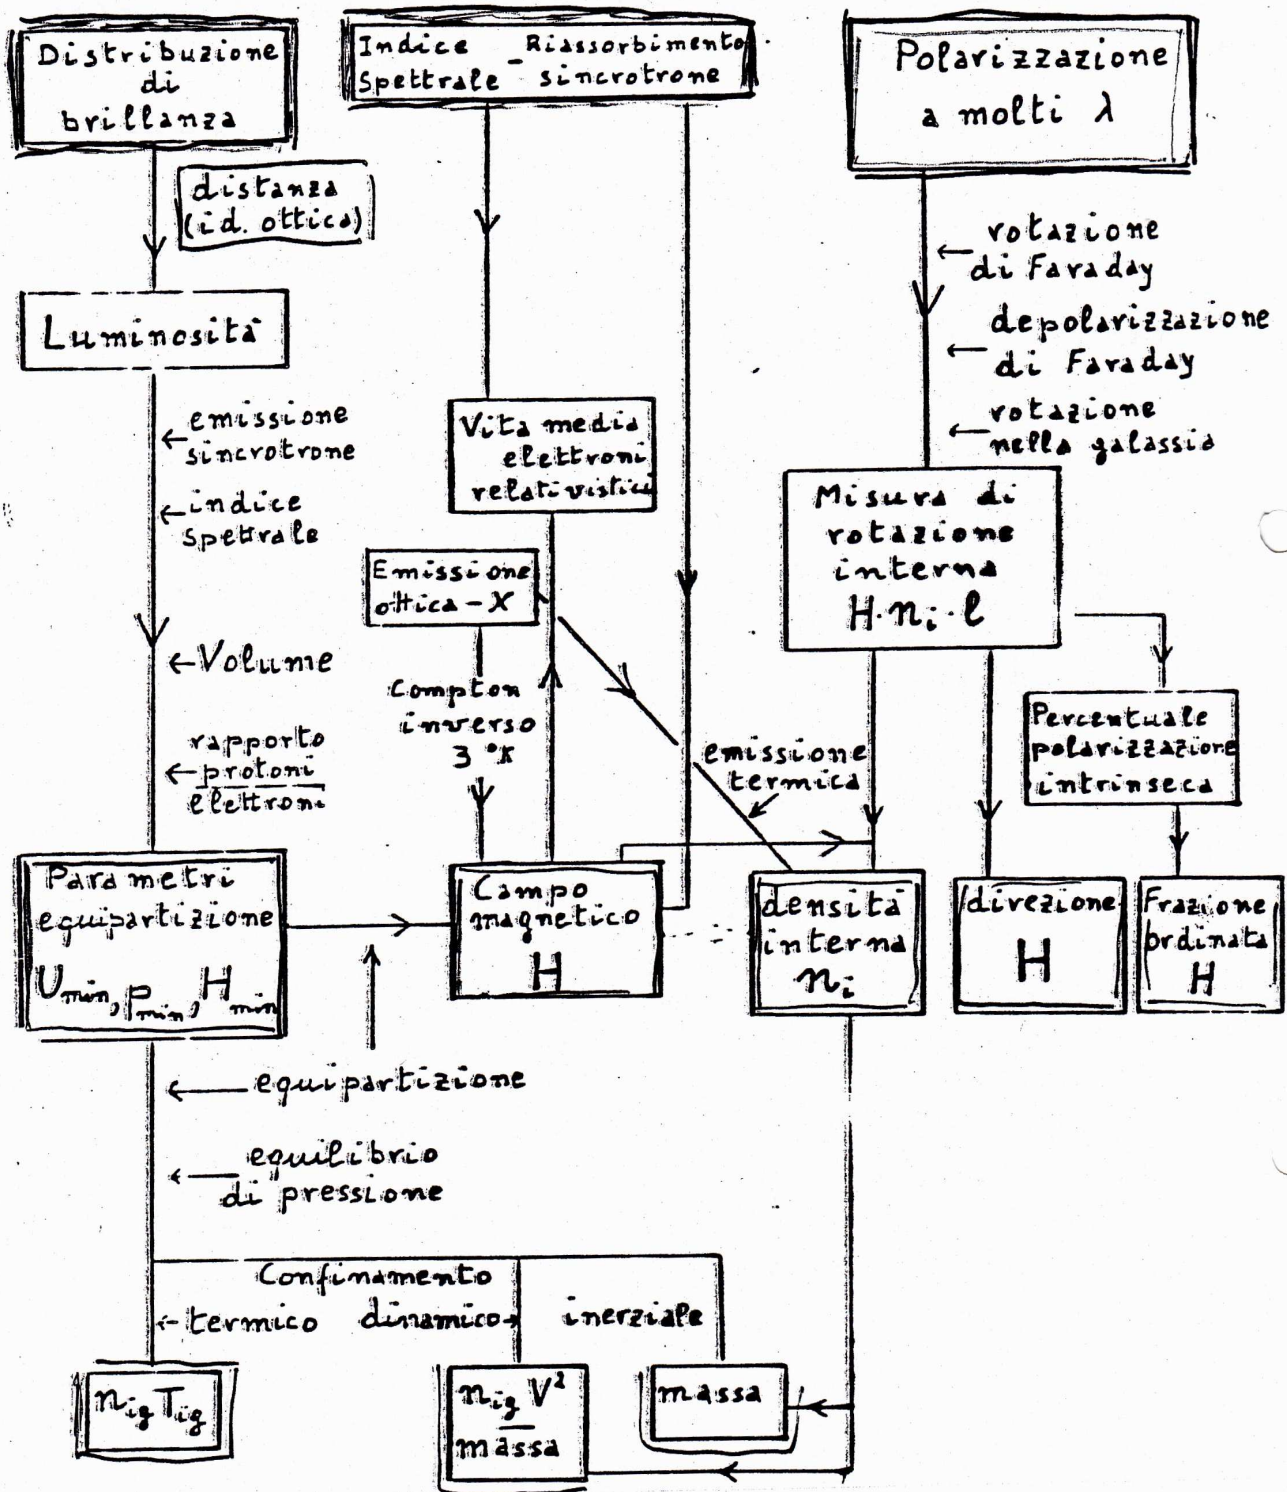 Distribuzione
di
brillanza
Indice - Riassorbimento
Spettrale sincrotrone
Polarizzazione
a molti λ
distanza
(id. ottica)
rotazione
di Faraday
depolarizzazione
di Faraday
rotazione
nella galassia
Luminosità
emissione
sincrotrone
indice
spettrale
Volume
rapporto
protoni
elettroni
Vita media
elettroni
relativistici
Emissione
ottica - X
Compton
inverso
3 °K
emissione
termica
Misura di
rotazione
interna
H·nᵢ·l
Percentuale
polarizzazione
intrinseca
Parametri
equipartizione
Umin, pmin, Hmin
Campo
magnetico
H
densità
interna
nᵢ
direzione
H
Frazione
ordinata
H
equipartizione
equilibrio
di pressione
Confinamento
termico dinamico inerziale
nig Tig
nig V²
massa
massa